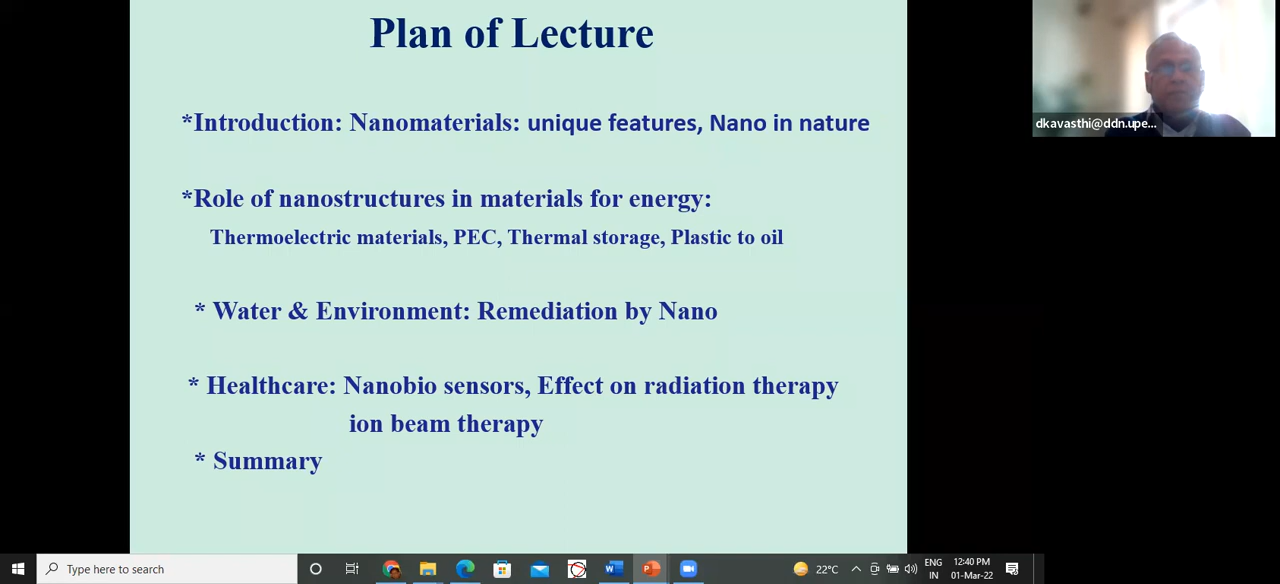 Plan of Lecture
*Introduction: Nanomaterials: unique features, Nano in nature
*Role of nanostructures in materials for energy:
Thermoelectric materials, PEC, Thermal storage, Plastic to oil
* Water & Environment: Remediation by Nano
* Healthcare: Nanobio sensors, Effect on radiation therapy
ion beam therapy
* Summary
dkavasthi@ddn.upe...
Type here to search
22°C
ENG
IN
12:40 PM
01-Mar-22